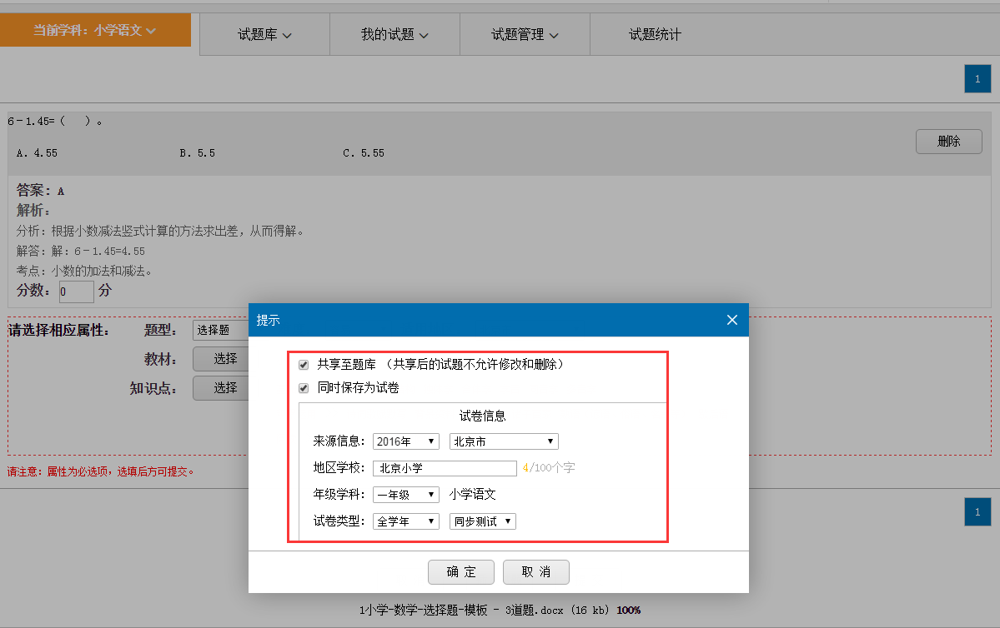 当前学科：小学语文 试题库 我的试题 试题管理 试题统计
1
6－1.45=（　　）。
A. 4.55 B. 5.5 C. 5.55
删除
答案：A
解析：
分析：根据小数减法竖式计算的方法求出差，从而得解。
解答：解：6－1.45=4.55
考点：小数的加法和减法。
分数：0 分
请选择相应属性： 题型： 选择题
教材： 选择
知识点： 选择
请注意：属性为必选项，选填后方可提交。
提示
共享至题库 （共享后的试题不允许修改和删除）
同时保存为试卷
试卷信息
来源信息： 2016年 北京市
地区学校： 北京小学 4/100个字
年级学科： 一年级 小学语文
试卷类型： 全学年 同步测试
确 定 取 消
1
1小学-数学-选择题-模板 - 3道题.docx (16 kb) 100%